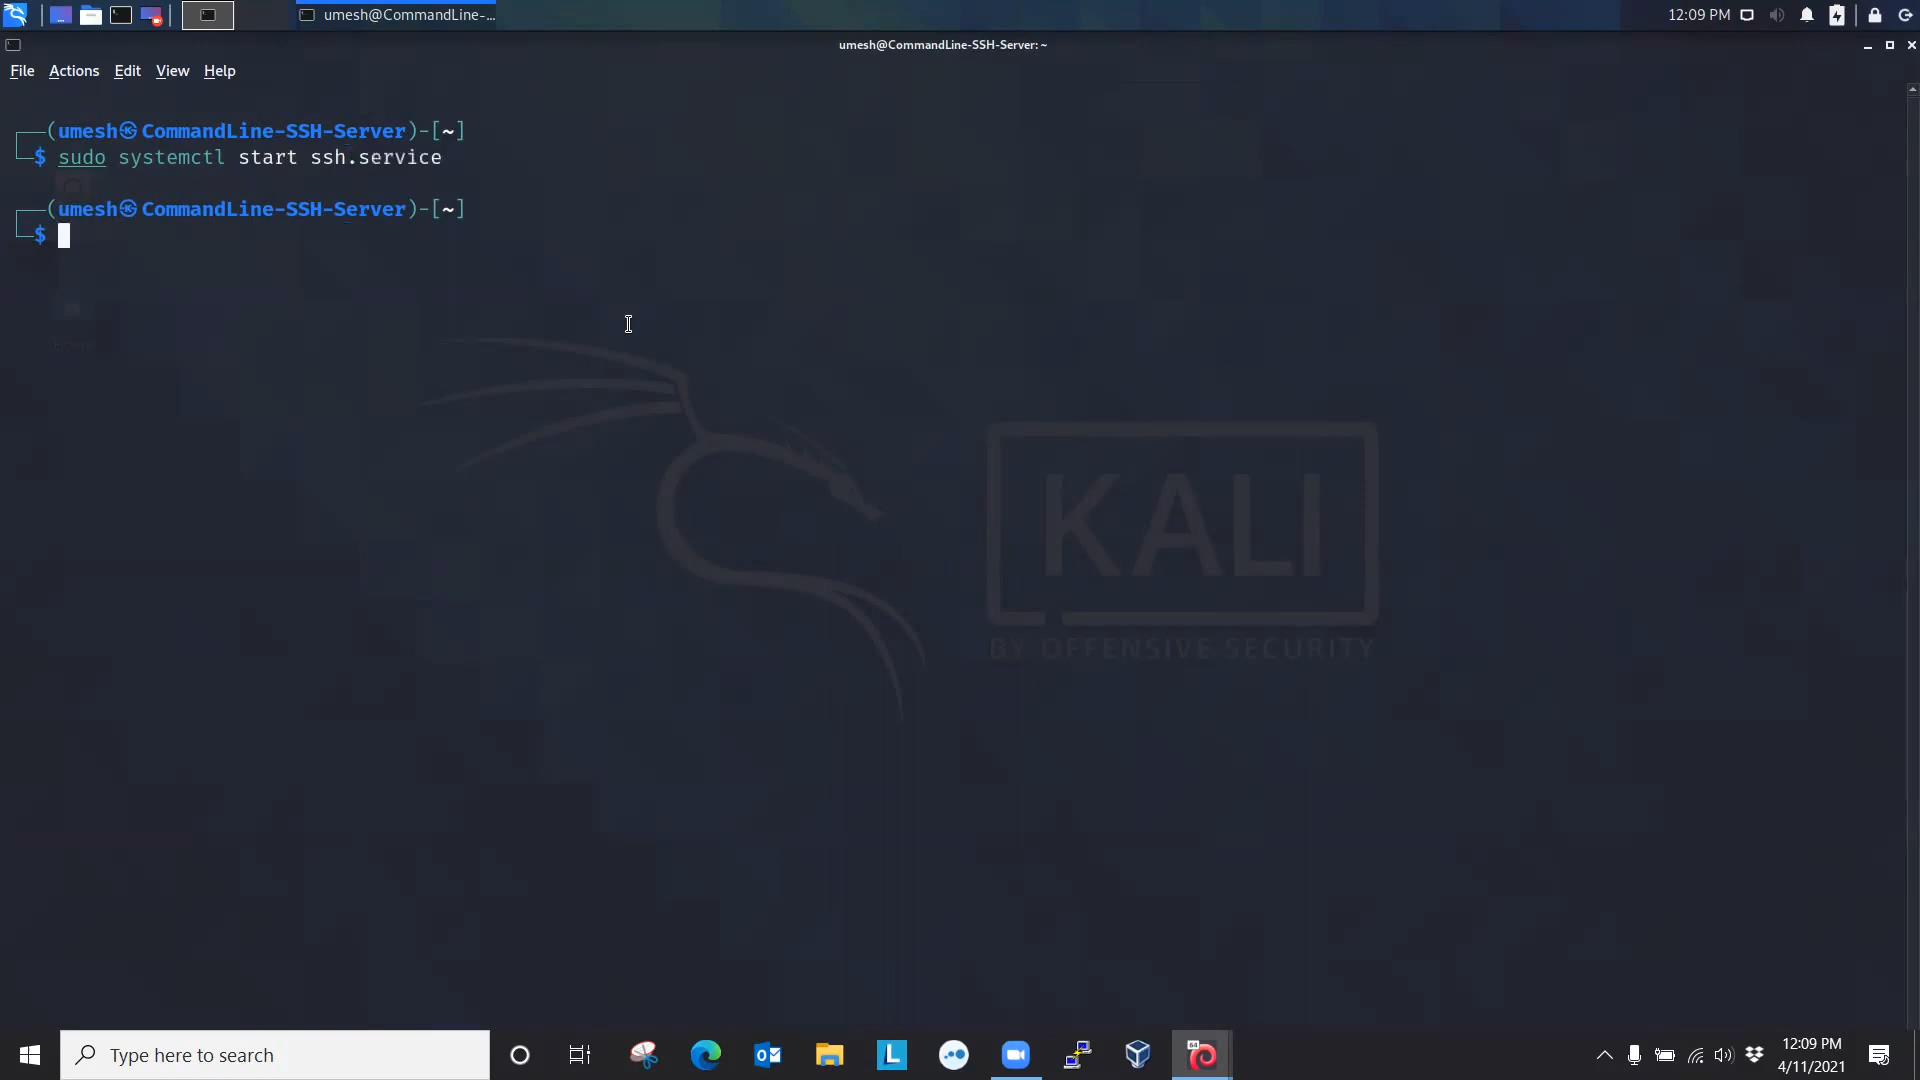 umesh@CommandLine-...
12:09 PM
umesh@CommandLine-SSH-Server: ~
File Actions Edit View Help
┌──(umesh㉿CommandLine-SSH-Server)-[~]
└─$ sudo systemctl start ssh.service
┌──(umesh㉿CommandLine-SSH-Server)-[~]
└─$
KALI
BY OFFENSIVE SECURITY
Type here to search
L
64
12:09 PM
4/11/2021